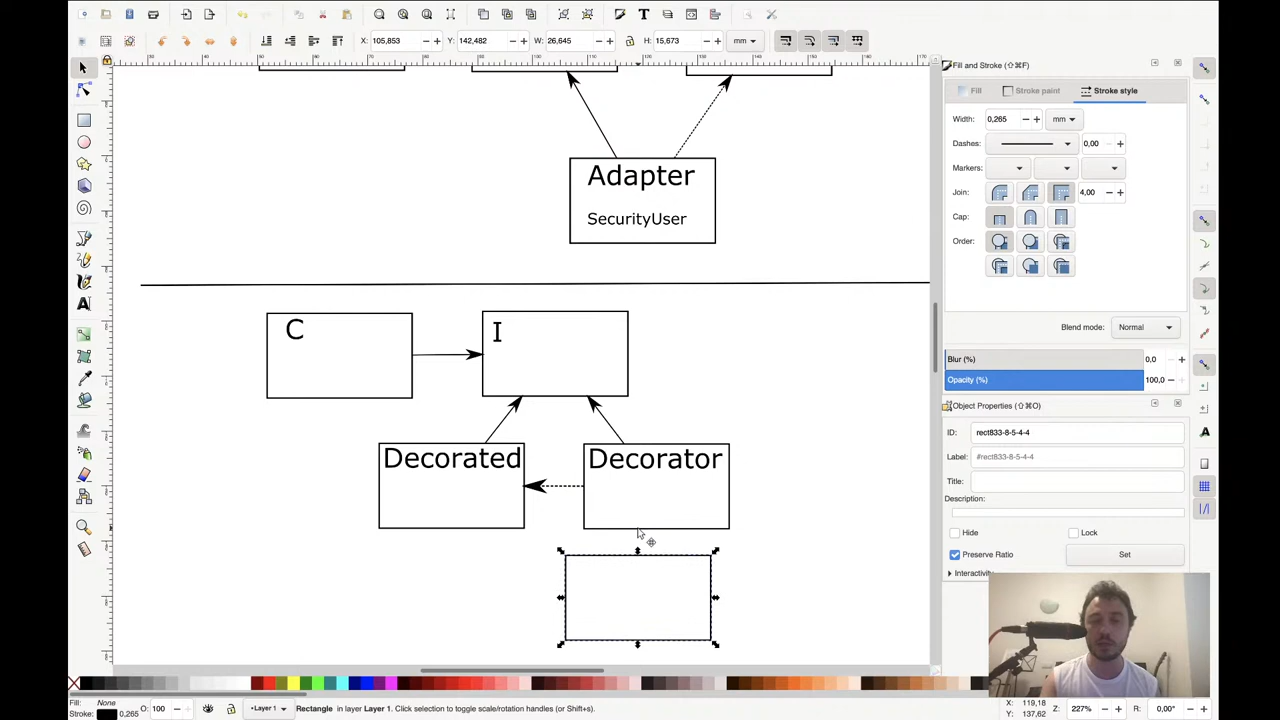 X: 105,853 Y: 142,482 W: 26,645 H: 15,673 mm
Fill and Stroke (⇧⌘F)
Fill Stroke paint Stroke style
Width: 0,265 mm
Dashes: 0,00
Markers:
Join: 4,00
Cap:
Order:
Adapter
SecurityUser
C
I
Decorated
Decorator
Blend mode: Normal
Blur (%) 0,0
Opacity (%) 100,0
Object Properties (⇧⌘O)
ID: rect833-8-5-4-4
Label: #rect833-8-5-4-4
Title:
Description:
Hide Lock
Preserve Ratio Set
Interactivity
Fill: None
Stroke: 0,265
O: 100
Layer 1
Rectangle in layer Layer 1. Click selection to toggle scale/rotation handles (or Shift+s).
X: 119,18
Y: 137,62
Z: 227%
R: 0,00°